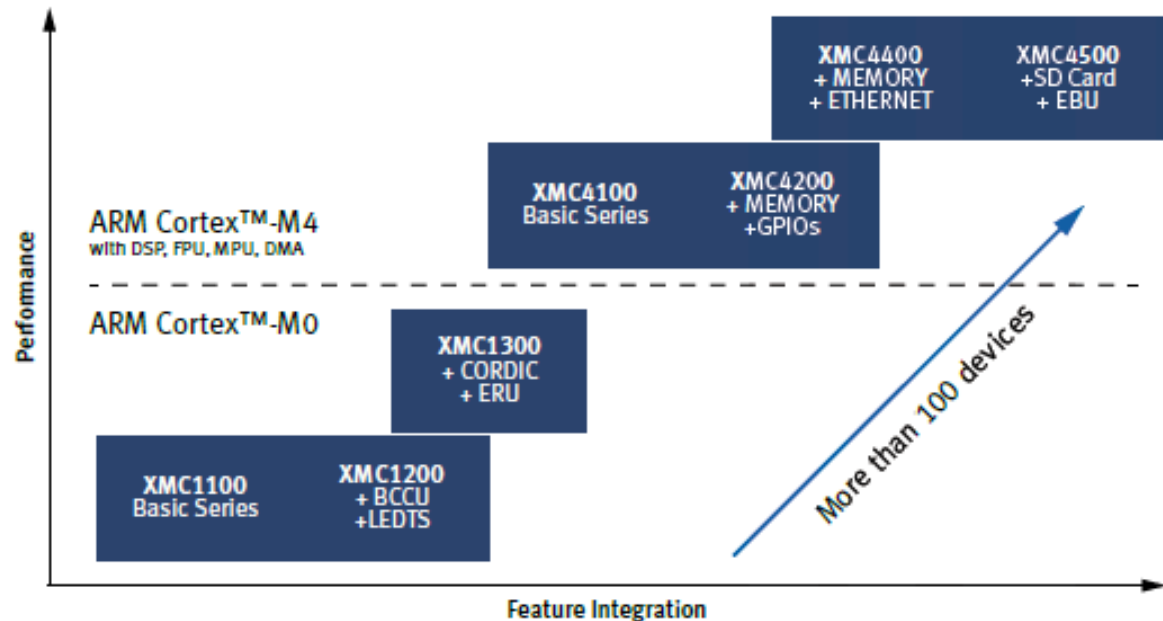 XMC4400
+ MEMORY
+ ETHERNET
XMC4500
+SD Card
+ EBU
XMC4100
Basic Series
XMC4200
+ MEMORY
+GPIOs
ARM Cortex™-M4
with DSP, FPU, MPU, DMA
ARM Cortex™-M0
XMC1300
+ CORDIC
+ ERU
XMC1100
Basic Series
XMC1200
+ BCCU
+LEDTS
More than 100 devices
Performance
Feature Integration